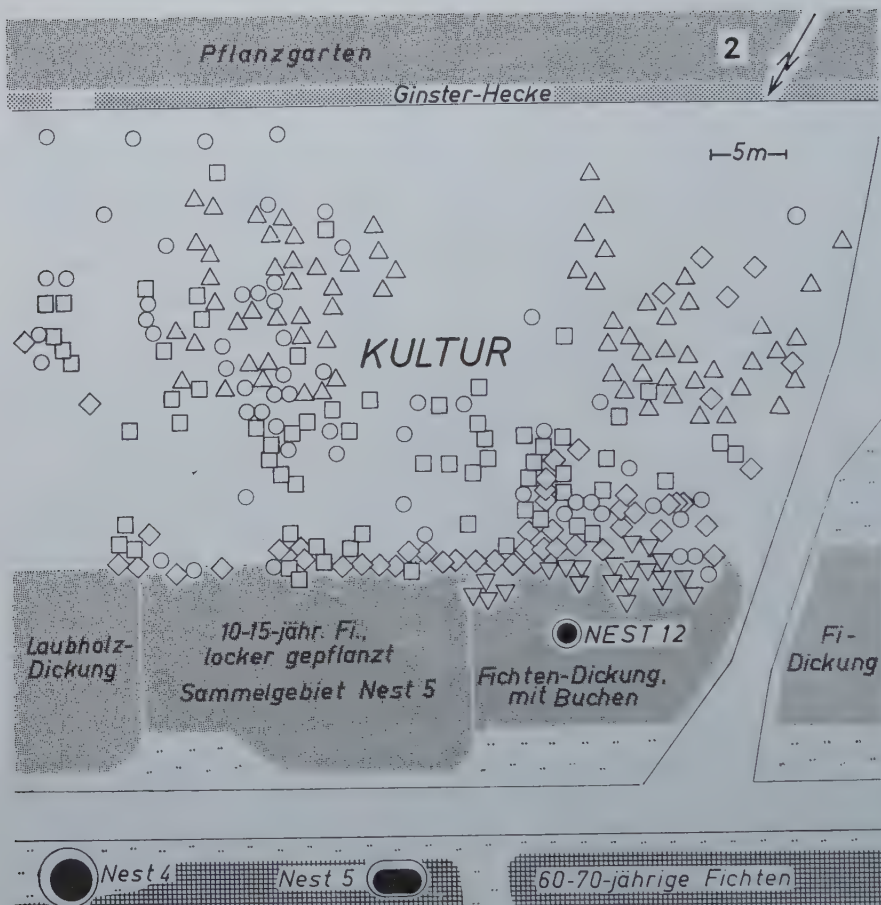 Pflanzgarten
2
Ginster-Hecke
5m
KULTUR
Laubholz-
Dickung
10-15-jähr. Fi.,
locker gepflanzt
Sammelgebiet Nest 5
NEST 12
Fichten-Dickung,
mit Buchen
Fi-
Dickung
Nest 4
Nest 5
60-70-jährige Fichten